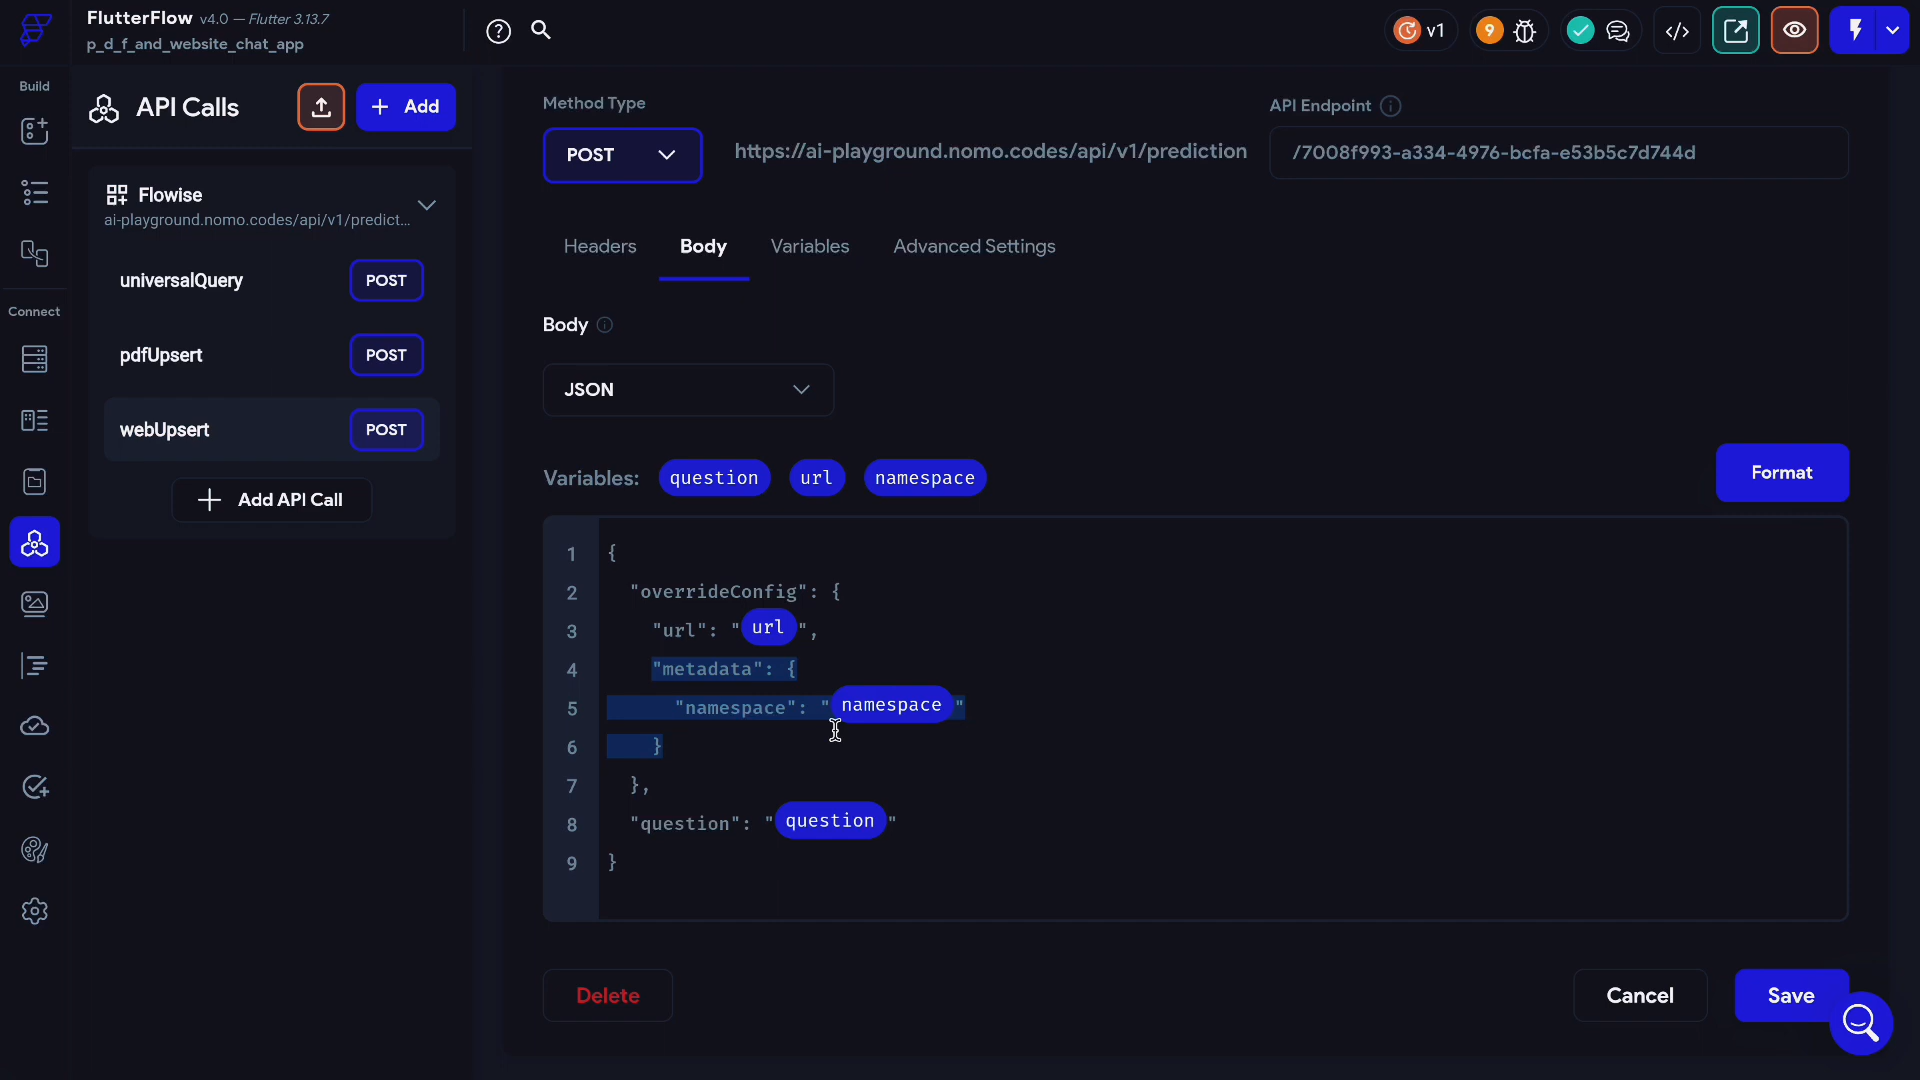 FlutterFlow v4.0 — Flutter 3.13.7
p_d_f_and_website_chat_app
v1
9
Build
Connect
API Calls
Add
Flowise
ai-playground.nomo.codes/api/v1/predict...
universalQuery POST
pdfUpsert POST
webUpsert POST
Add API Call
Method Type
API Endpoint
POST
https://ai-playground.nomo.codes/api/v1/prediction
/7008f993-a334-4976-bcfa-e53b5c7d744d
Headers Body Variables Advanced Settings
Body
JSON
Variables: question url namespace
Format
1 {
2 "overrideConfig": {
3 "url": "url",
4 "metadata": {
5 "namespace": "namespace"
6 }
7 },
8 "question": "question"
9 }
Delete
Cancel
Save